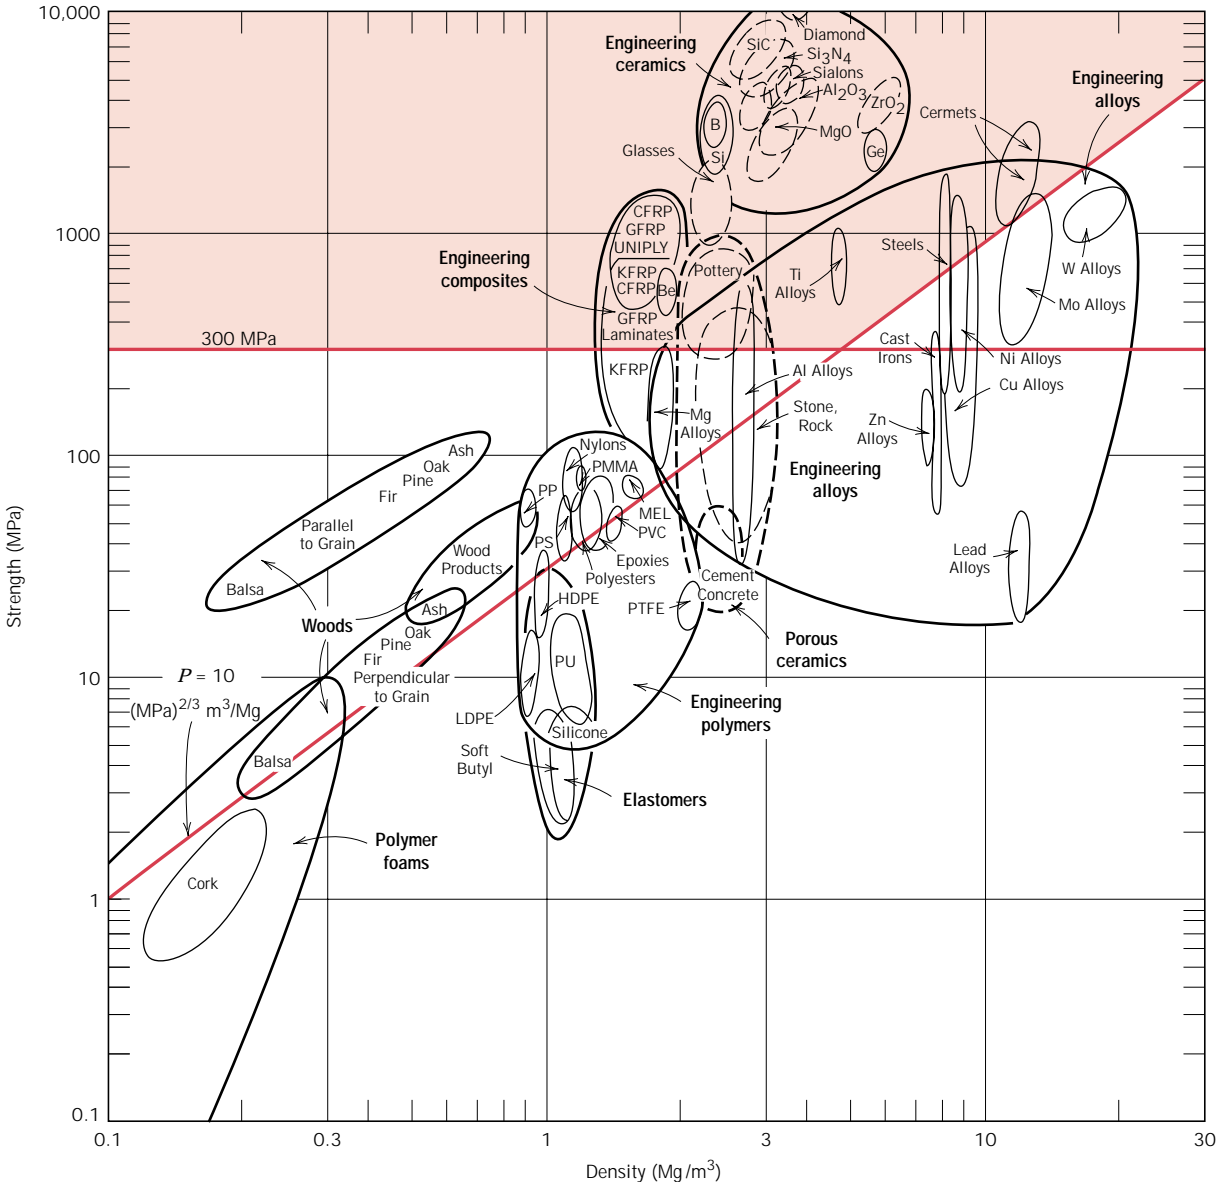 10,000
1000
100
10
1
0.1
Strength (MPa)
0.1
0.3
1
3
10
30
Density (Mg/m³)
Engineering
ceramics
SiC
Diamond
Si₃N₄
Sialons
Al₂O₃
ZrO₂
MgO
B
Si
Ge
Glasses
Cermets
Engineering
alloys
CFRP
GFRP
UNIPLY
KFRP
CFRP
Be
GFRP
Laminates
KFRP
Engineering
composites
Pottery
Ti
Alloys
Steels
W Alloys
Mo Alloys
300 MPa
Cast
Irons
Ni Alloys
Cu Alloys
Al Alloys
Mg
Alloys
Stone,
Rock
Zn
Alloys
Engineering
alloys
Lead
Alloys
Ash
Oak
Pine
Fir
Parallel
to Grain
Balsa
Nylons
PMMA
PP
MEL
PVC
PS
Epoxies
Polyesters
Wood
Products
HDPE
PTFE
Cement
Concrete
Porous
ceramics
Woods
Ash
Oak
Pine
Fir
Perpendicular
to Grain
Balsa
P = 10
(MPa)²/³ m³/Mg
PU
LDPE
Silicone
Soft
Butyl
Engineering
polymers
Elastomers
Polymer
foams
Cork